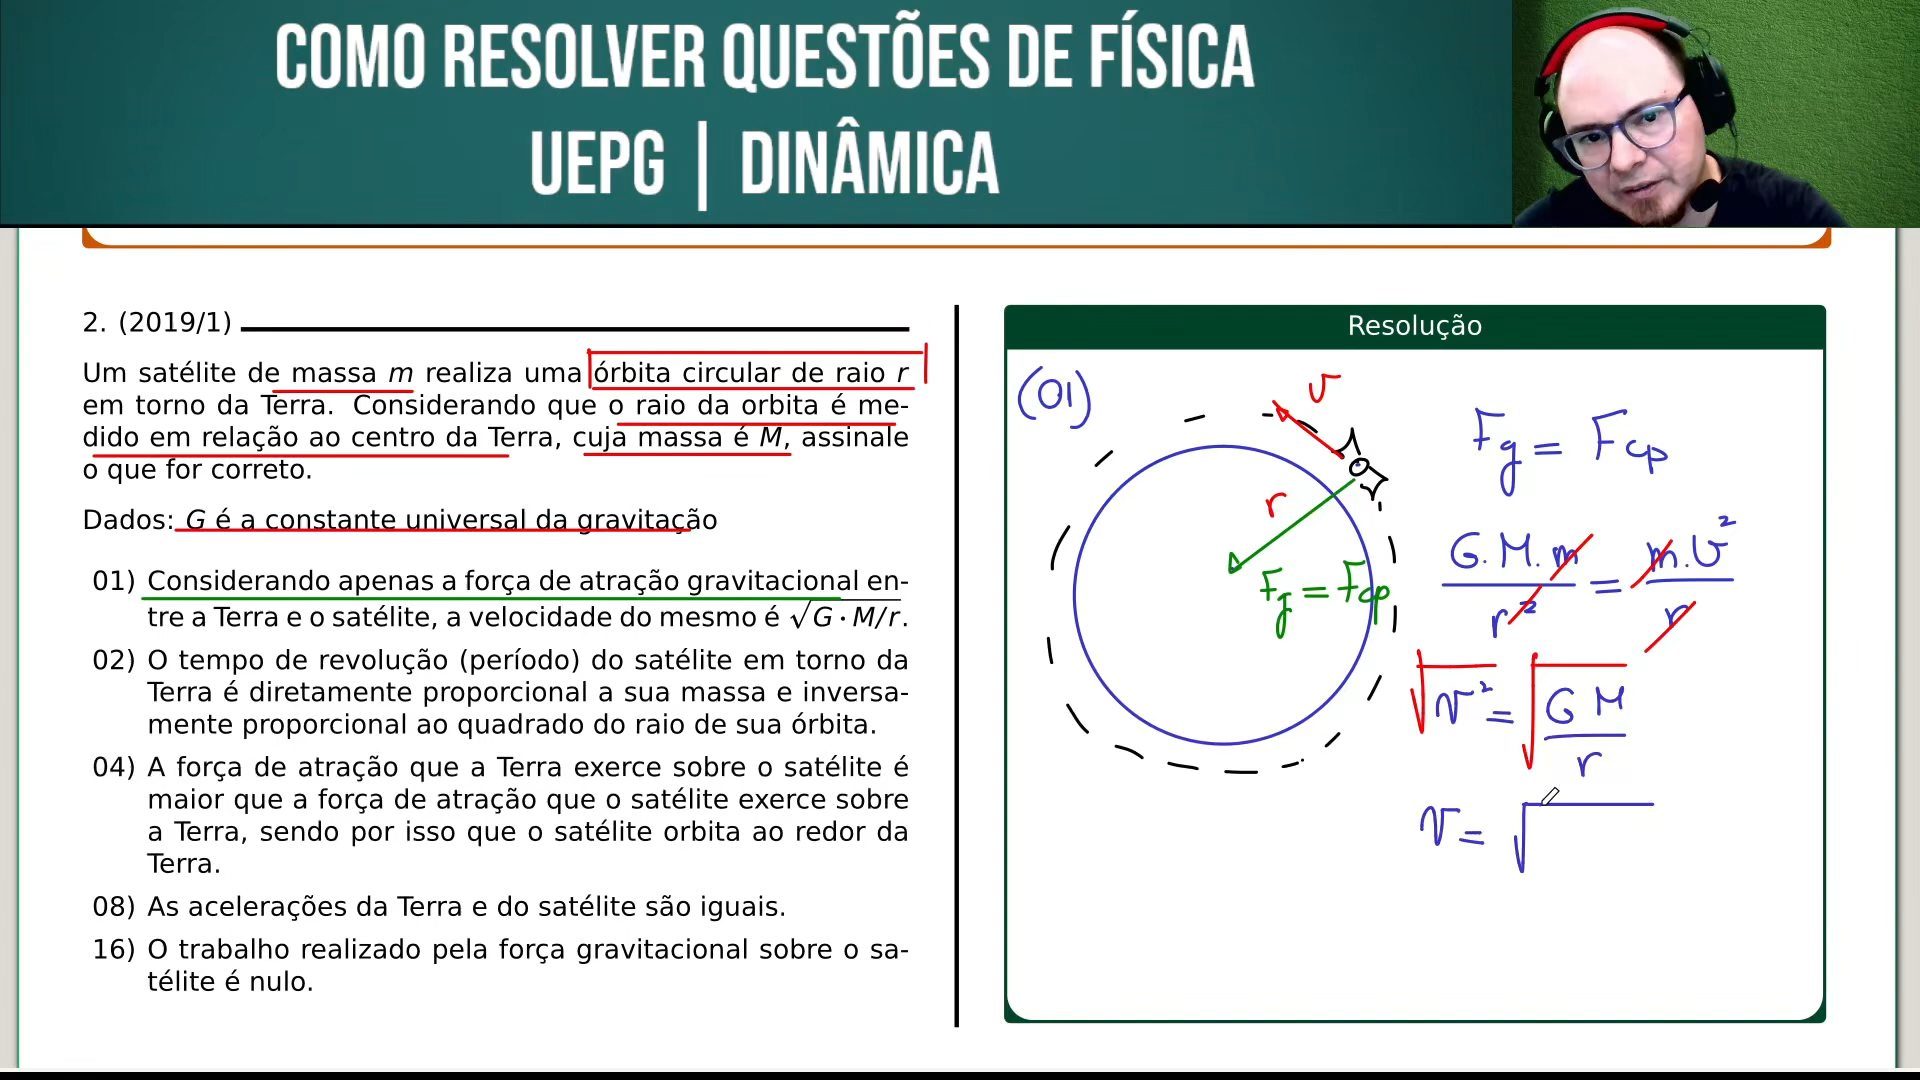 COMO RESOLVER QUESTÕES DE FÍSICA
UEPG | DINÂMICA
2. (2019/1)
Um satélite de massa m realiza uma órbita circular de raio r
em torno da Terra. Considerando que o raio da orbita é me-
dido em relação ao centro da Terra, cuja massa é M, assinale
o que for correto.
Dados: G é a constante universal da gravitação
01) Considerando apenas a força de atração gravitacional en-
tre a Terra e o satélite, a velocidade do mesmo é √G · M/r.
02) O tempo de revolução (período) do satélite em torno da
Terra é diretamente proporcional a sua massa e inversa-
mente proporcional ao quadrado do raio de sua órbita.
04) A força de atração que a Terra exerce sobre o satélite é
maior que a força de atração que o satélite exerce sobre
a Terra, sendo por isso que o satélite orbita ao redor da
Terra.
08) As acelerações da Terra e do satélite são iguais.
16) O trabalho realizado pela força gravitacional sobre o sa-
télite é nulo.
Resolução
(01)
v
r
Fg = Fcp
Fg = Fcp
G.M.m/r² = m.v²/r
√v² = √GM/r
v = √